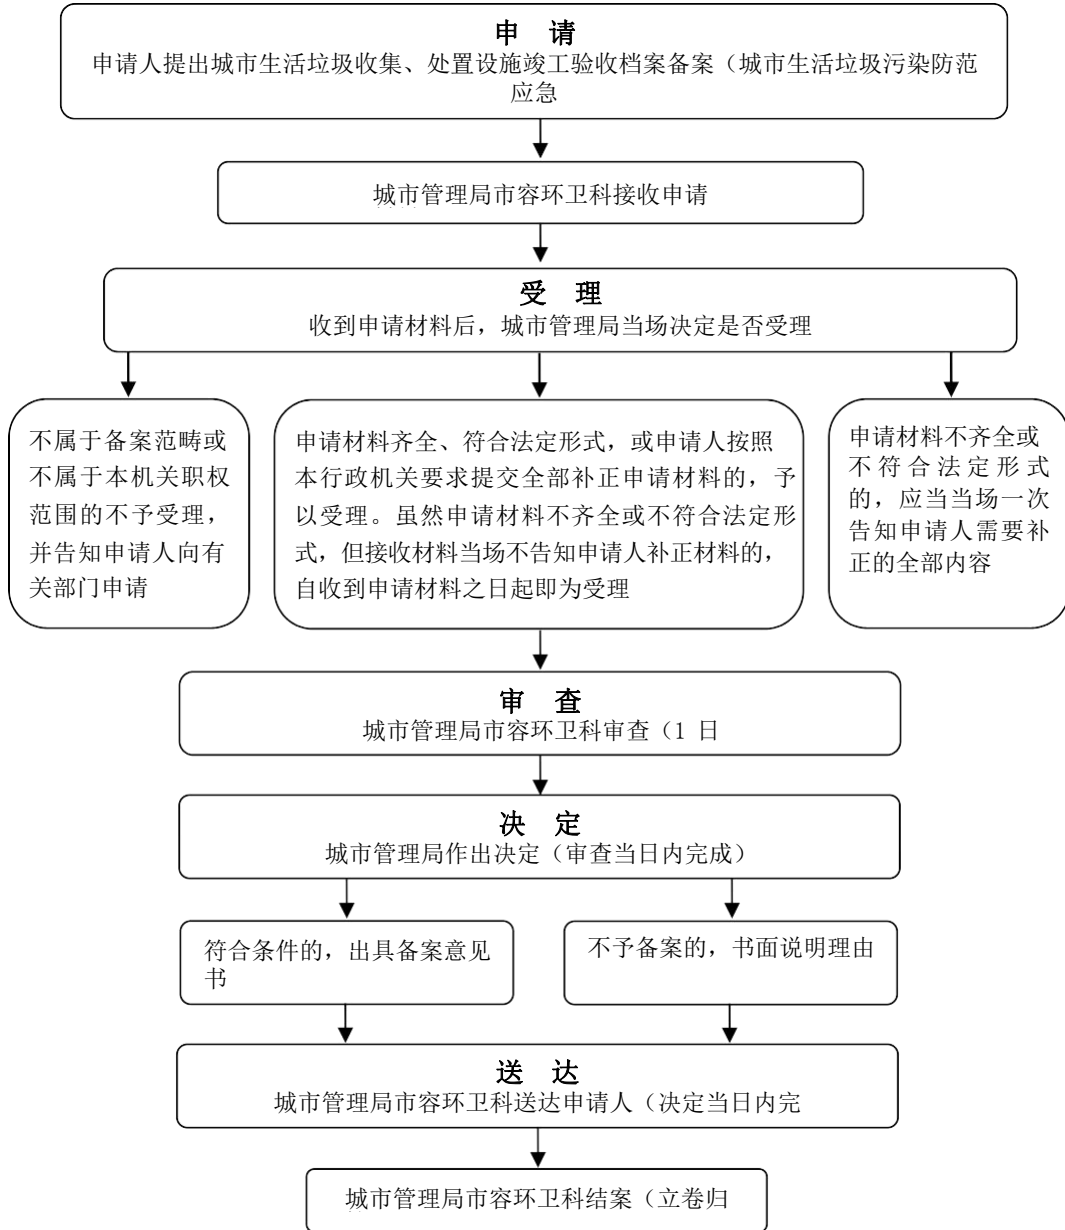 申 请
申请人提出城市生活垃圾收集、处置设施竣工验收档案备案（城市生活垃圾污染防范
应急
城市管理局市容环卫科接收申请
受 理
收到申请材料后，城市管理局当场决定是否受理
不属于备案范畴或
不属于本机关职权
范围的不予受理，
并告知申请人向有
关部门申请
申请材料齐全、符合法定形式，或申请人按照
本行政机关要求提交全部补正申请材料的，予
以受理。虽然申请材料不齐全或不符合法定形
式，但接收材料当场不告知申请人补正材料的，
自收到申请材料之日起即为受理
申请材料不齐全或
不符合法定形式
的，应当当场一次
告知申请人需要补
正的全部内容
审 查
城市管理局市容环卫科审查（1 日
决 定
城市管理局作出决定（审查当日内完成）
符合条件的，出具备案意见
书
不予备案的，书面说明理由
送 达
城市管理局市容环卫科送达申请人（决定当日内完
城市管理局市容环卫科结案（立卷归